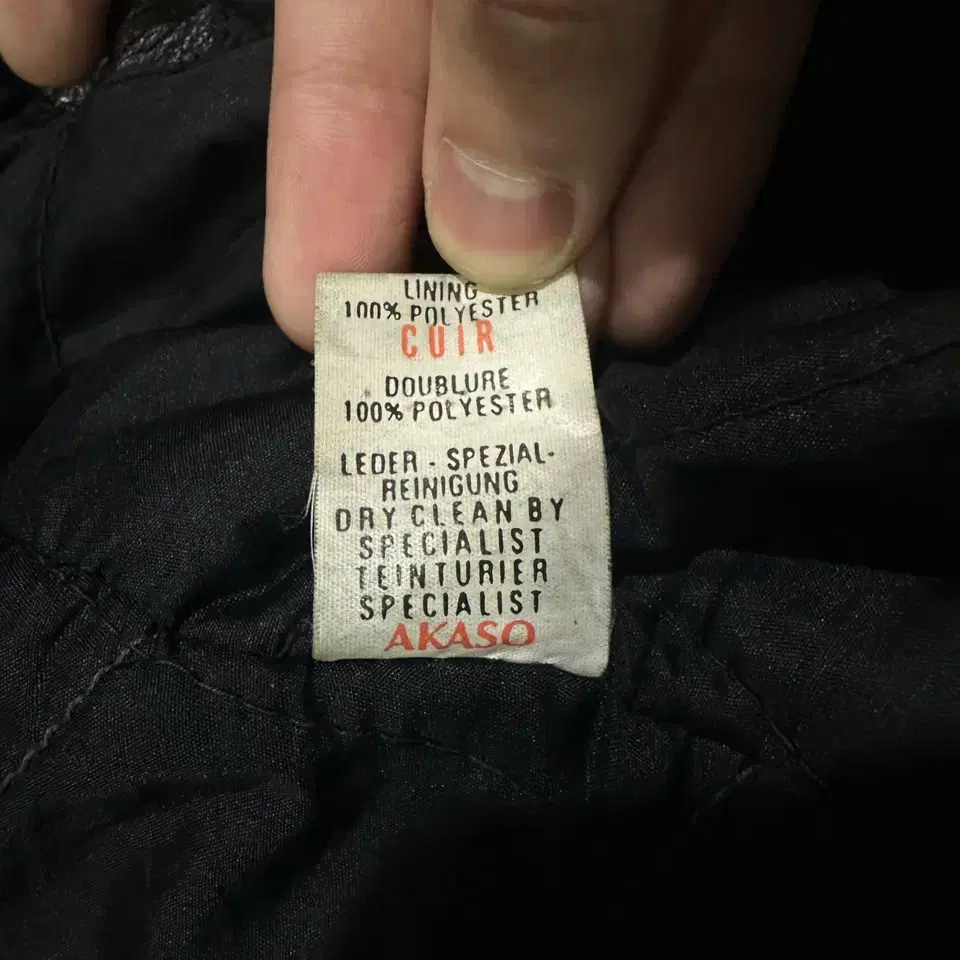 LINING
100% POLYESTER
CUIR
DOUBLURE
100% POLYESTER
LEDER - SPEZIAL-
REINIGUNG
DRY CLEAN BY
SPECIALIST
TEINTURIER
SPECIALIST
AKASO